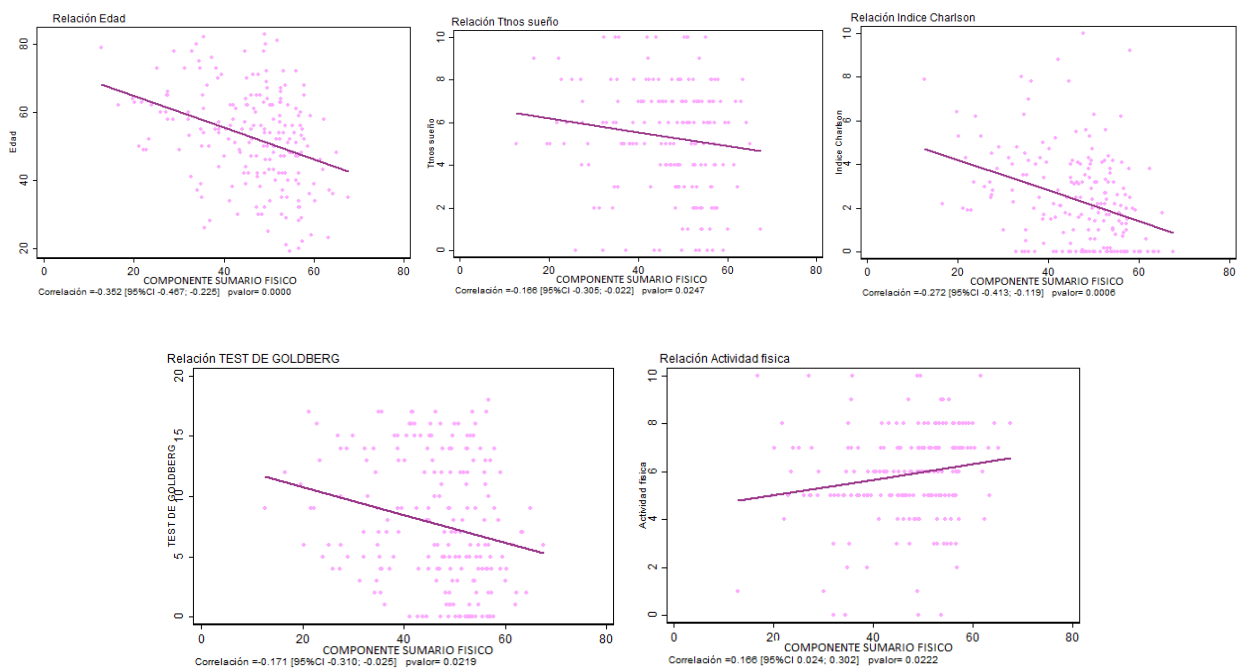 Relación Edad
80
60
40
20
Edad
0 20 40 60 80
COMPONENTE SUMARIO FISICO
Correlación =-0.352 [95%CI -0.467; -0.225) pvalor= 0.0000
Relación Ttnos sueño
10
8
6
4
2
0
Ttnos sueño
0 20 40 60 80
COMPONENTE SUMARIO FISICO
Correlación =-0.166 [95%CI -0.305; -0.022) pvalor= 0.0247
Relación Indice Charlson
10
8
6
4
2
0
Indice Charlson
0 20 40 60 80
COMPONENTE SUMARIO FISICO
Correlación =-0.272 [95%CI -0.413; -0.119) pvalor= 0.0006
Relación TEST DE GOLDBERG
20
15
10
5
0
TEST DE GOLDBERG
0 20 40 60 80
COMPONENTE SUMARIO FISICO
Correlación =-0.171 [95%CI -0.310; -0.025) pvalor= 0.0219
Relación Actividad fisica
10
8
6
4
2
0
Actividad fisica
0 20 40 60 80
COMPONENTE SUMARIO FISICO
Correlación =0.166 [95%CI 0.024; 0.302) pvalor= 0.0222